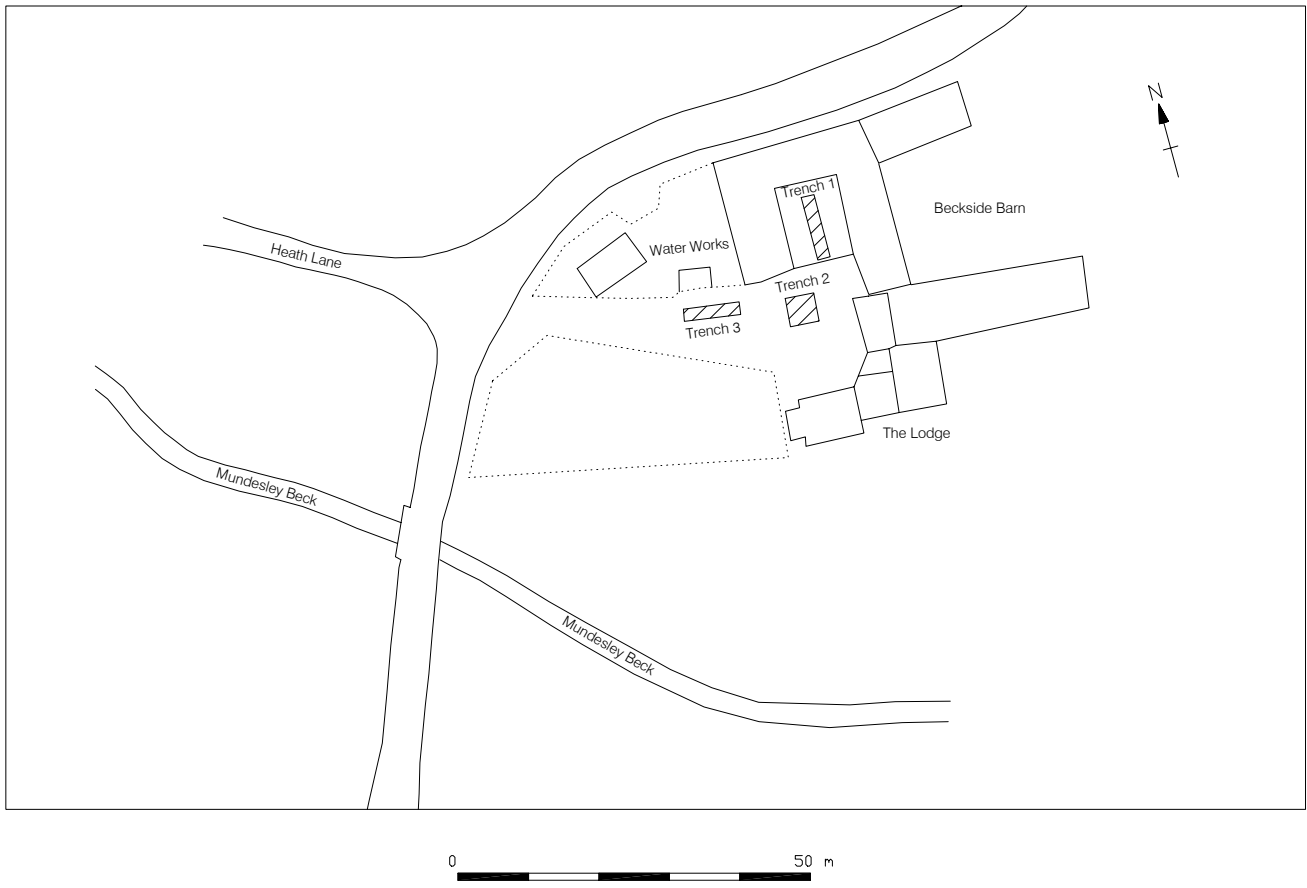 N
Trench 1
Beckside Barn
Water Works
Heath Lane
Trench 2
Trench 3
The Lodge
Mundesley Beck
Mundesley Beck
0 50 m